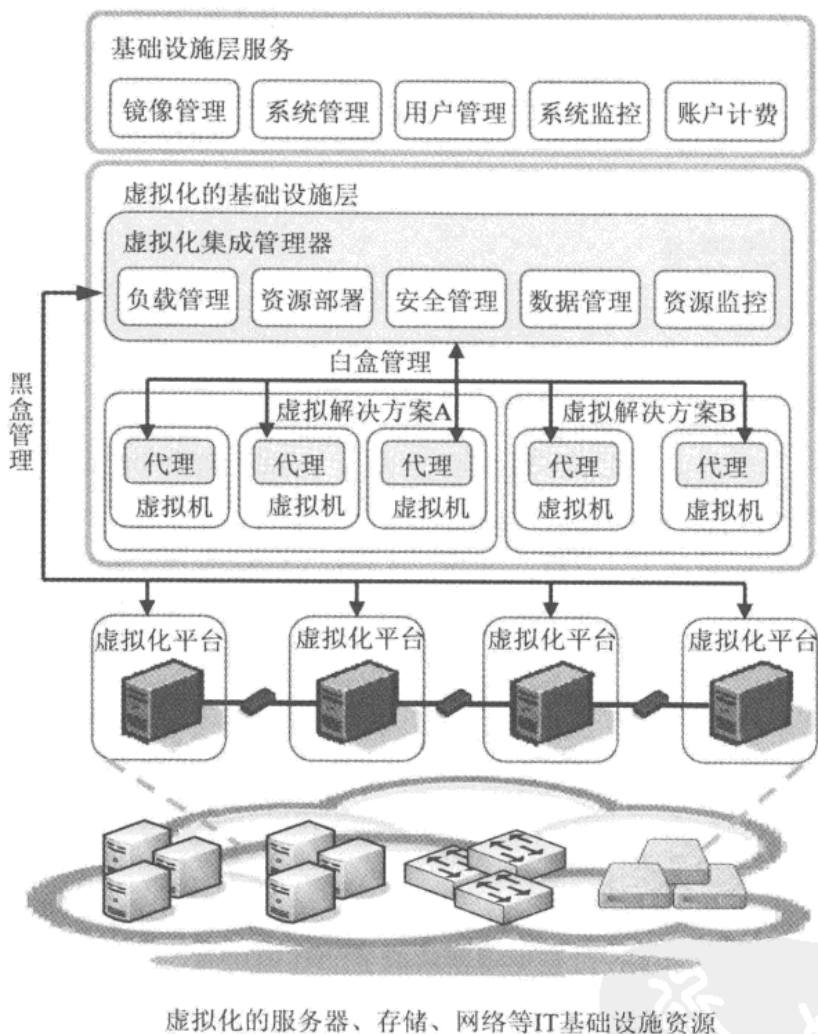 基础设施层服务
镜像管理 系统管理 用户管理 系统监控 账户计费
虚拟化的基础设施层
虚拟化集成管理器
负载管理 资源部署 安全管理 数据管理 资源监控
黑盒管理
白盒管理
虚拟解决方案A 虚拟解决方案B
代理 代理 代理 代理 代理
虚拟机 虚拟机 虚拟机 虚拟机 虚拟机
虚拟化平台 虚拟化平台 虚拟化平台 虚拟化平台
虚拟化的服务器、存储、网络等IT基础设施资源